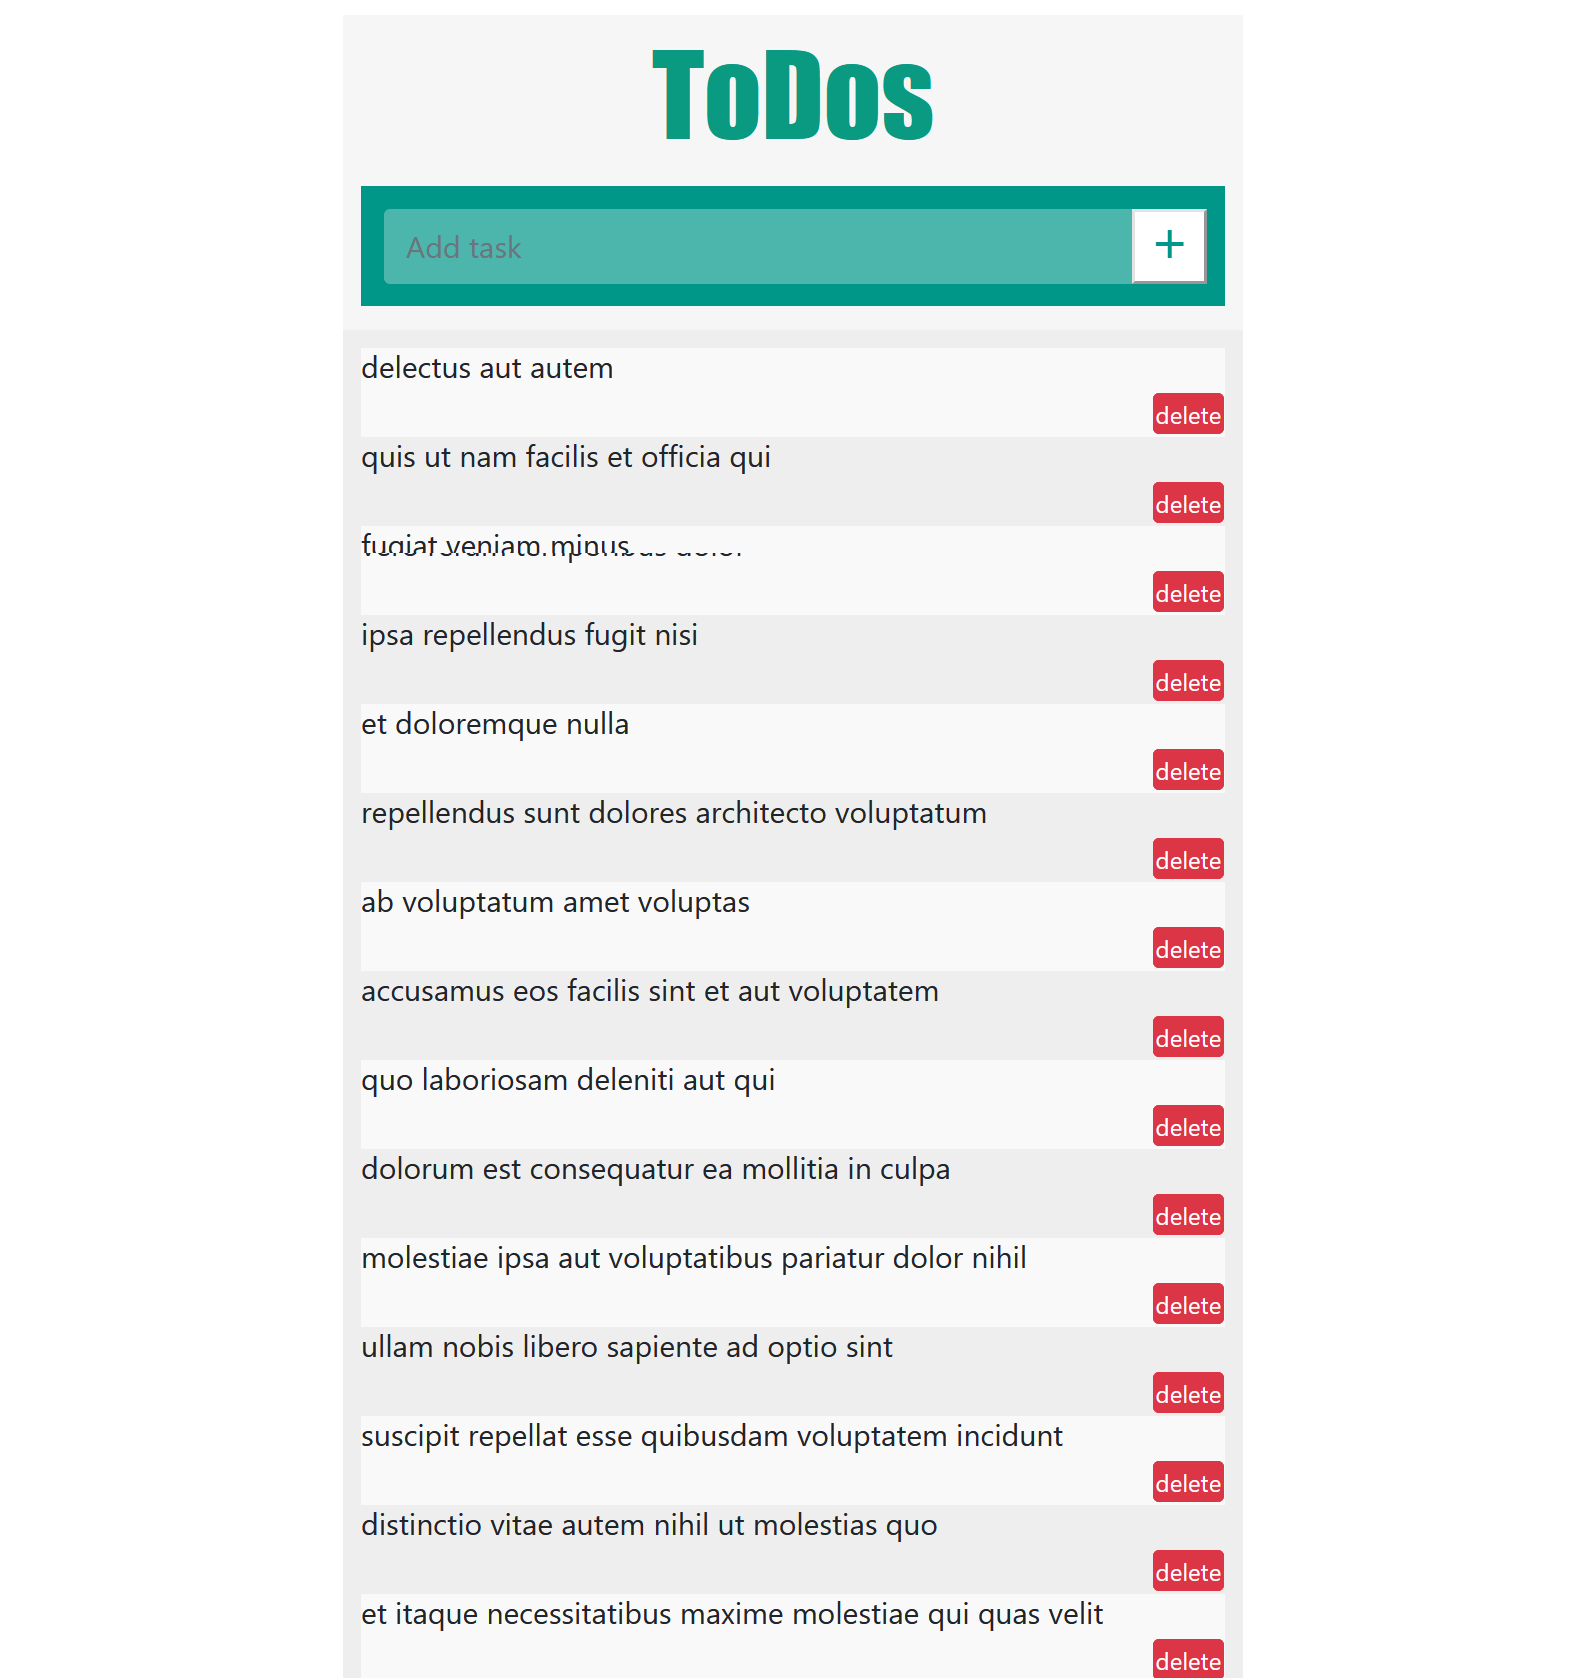 ToDos
Add task +
delectus aut autem
delete
quis ut nam facilis et officia qui
delete
fugiat veniam minus
delete
ipsa repellendus fugit nisi
delete
et doloremque nulla
delete
repellendus sunt dolores architecto voluptatum
delete
ab voluptatum amet voluptas
delete
accusamus eos facilis sint et aut voluptatem
delete
quo laboriosam deleniti aut qui
delete
dolorum est consequatur ea mollitia in culpa
delete
molestiae ipsa aut voluptatibus pariatur dolor nihil
delete
ullam nobis libero sapiente ad optio sint
delete
suscipit repellat esse quibusdam voluptatem incidunt
delete
distinctio vitae autem nihil ut molestias quo
delete
et itaque necessitatibus maxime molestiae qui quas velit
delete